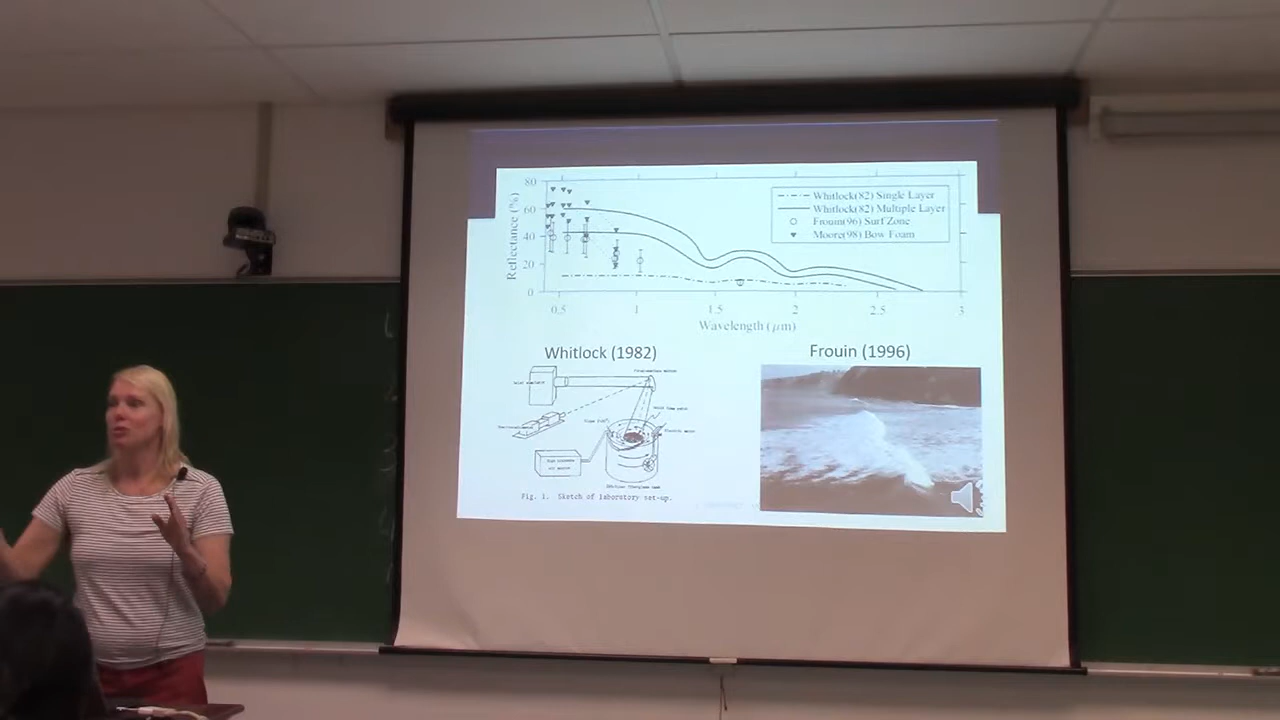 80
60
40
20
0
Reflectance (%)
Whitlock(82) Single Layer
Whitlock(82) Multiple Layer
Frouin(96) Surf Zone
Moore(98) Bow Foam
0.5 1 1.5 2 2.5 3
Wavelength (μm)
Whitlock (1982)
Frouin (1996)
Fig. 1. Sketch of laboratory set-up.